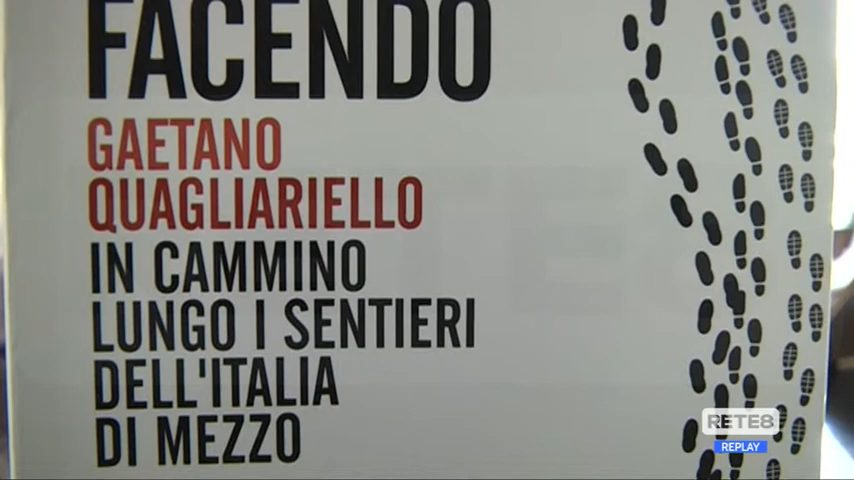 FACENDO
GAETANO
QUAGLIARIELLO
IN CAMMINO
LUNGO I SENTIERI
DELL'ITALIA
DI MEZZO
RETE8
REPLAY